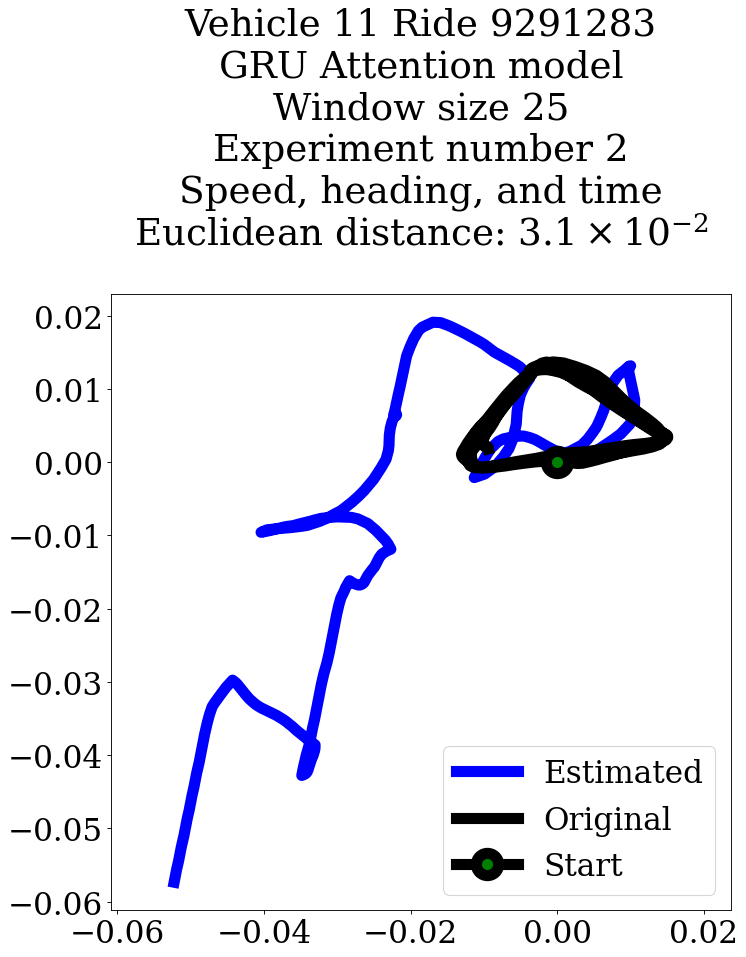 Vehicle 11 Ride 9291283
GRU Attention model
Window size 25
Experiment number 2
Speed, heading, and time
Euclidean distance: 3.1 × 10⁻²
0.02
0.01
0.00
−0.01
−0.02
−0.03
−0.04
−0.05
−0.06
Estimated
Original
Start
−0.06 −0.04 −0.02 0.00 0.02